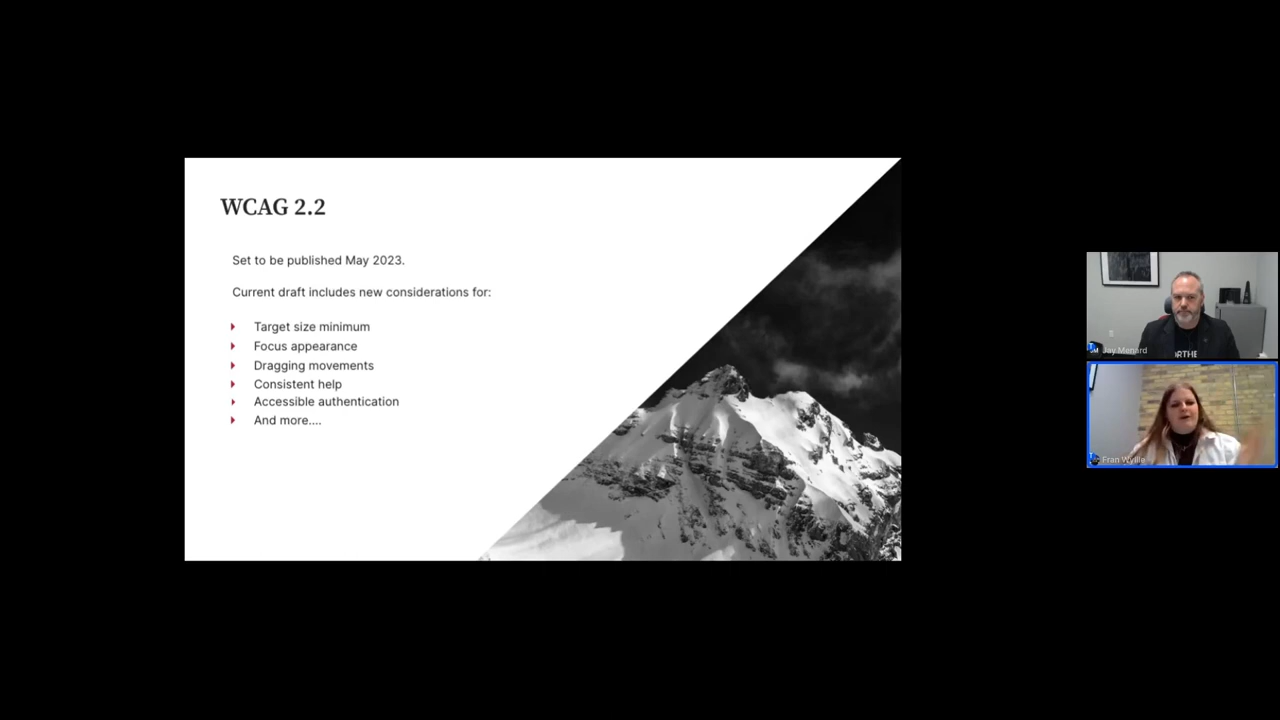 WCAG 2.2
Set to be published May 2023.
Current draft includes new considerations for:
Target size minimum
Focus appearance
Dragging movements
Consistent help
Accessible authentication
And more....
Jay Menard
ORTHE
Fran Wyllie